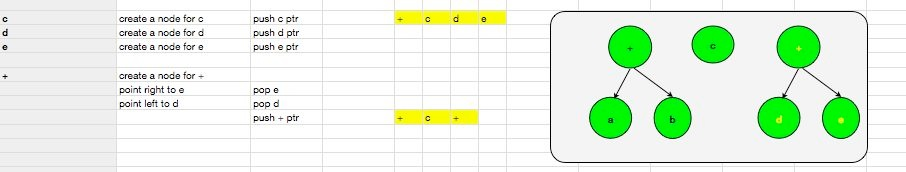 c create a node for c push c ptr + c d e
d create a node for d push d ptr
e create a node for e push e ptr
+ create a node for +
point right to e pop e
point left to d pop d
push + ptr + c +
+ c +
a b d e